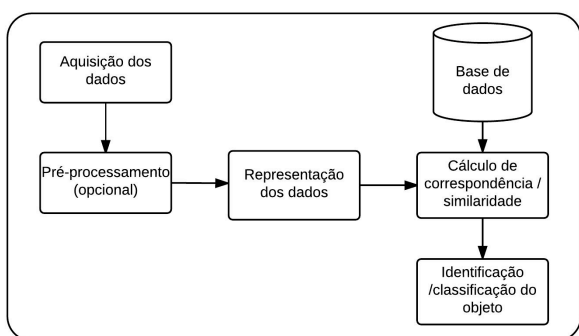 Aquisição dos
dados
Pré-processamento
(opcional)
Representação
dos dados
Base de
dados
Cálculo de
correspondência /
similaridade
Identificação
/classificação do
objeto